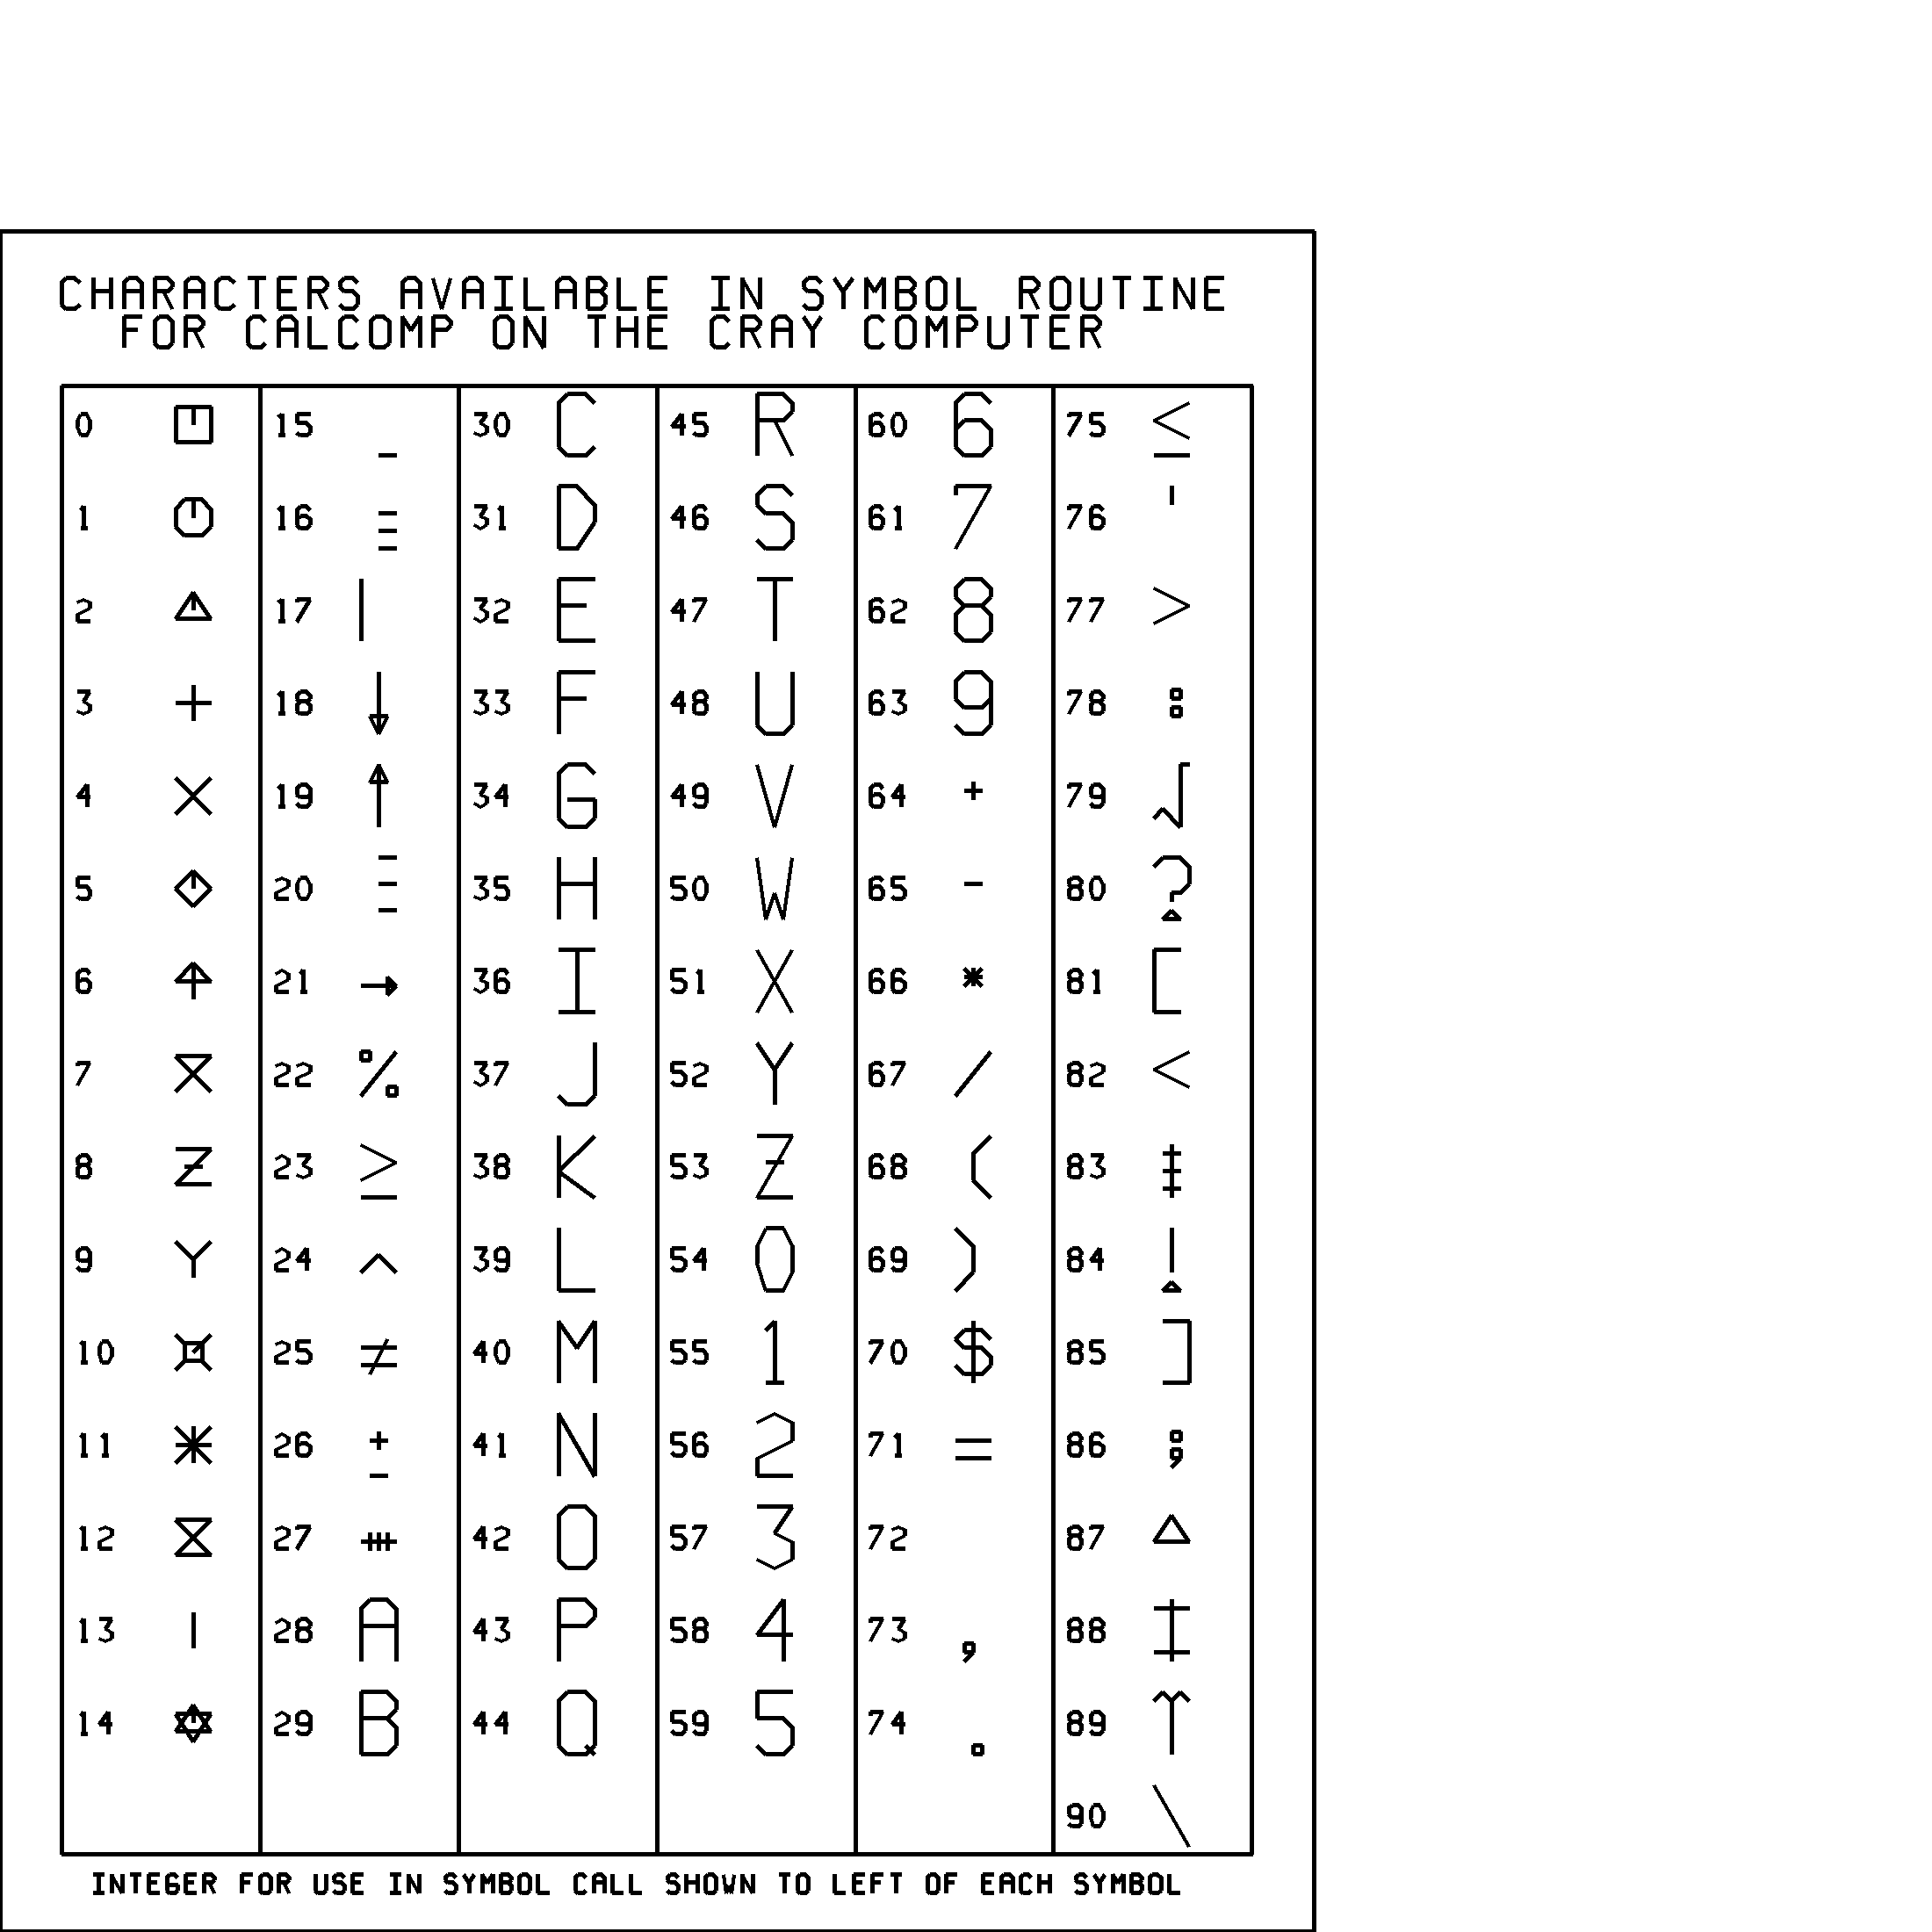 CHARACTERS AVAILABLE IN SYMBOL ROUTINE
FOR CALCOMP ON THE CRAY COMPUTER
0 15 _ 30 C 45 R 60 6 75 ≤
1 16 31 D 46 S 61 7 76 '
2 17 | 32 E 47 T 62 8 77 >
3 + 18 ↓ 33 F 48 U 63 9 78 :
4 × 19 ↑ 34 G 49 V 64 + 79 √
5 ◇ 20 Ξ 35 H 50 W 65 - 80 ?
6 21 → 36 I 51 X 66 * 81 [
7 22 % 37 J 52 Y 67 / 82 <
8 Z 23 ≥ 38 K 53 Z 68 ( 83 ‡
9 Y 24 ^ 39 L 54 0 69 ) 84 !
10 ¤ 25 ≠ 40 M 55 1 70 $ 85 ]
11 * 26 ± 41 N 56 2 71 = 86 ;
12 27 42 O 57 3 72 87 △
13 | 28 A 43 P 58 4 73 , 88 ‡
14 ✡ 29 B 44 Q 59 5 74 . 89 ↑
90 \
INTEGER FOR USE IN SYMBOL CALL SHOWN TO LEFT OF EACH SYMBOL